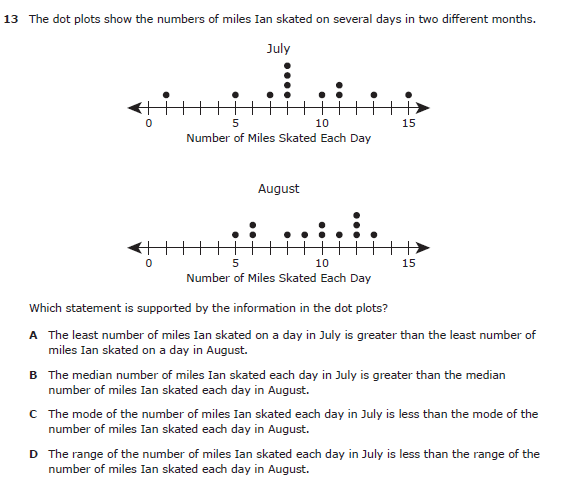 13 The dot plots show the numbers of miles Ian skated on several days in two different months.
July
0 5 10 15
Number of Miles Skated Each Day
August
0 5 10 15
Number of Miles Skated Each Day
Which statement is supported by the information in the dot plots?
A The least number of miles Ian skated on a day in July is greater than the least number of
miles Ian skated on a day in August.
B The median number of miles Ian skated each day in July is greater than the median
number of miles Ian skated each day in August.
C The mode of the number of miles Ian skated each day in July is less than the mode of the
number of miles Ian skated each day in August.
D The range of the number of miles Ian skated each day in July is less than the range of the
number of miles Ian skated each day in August.